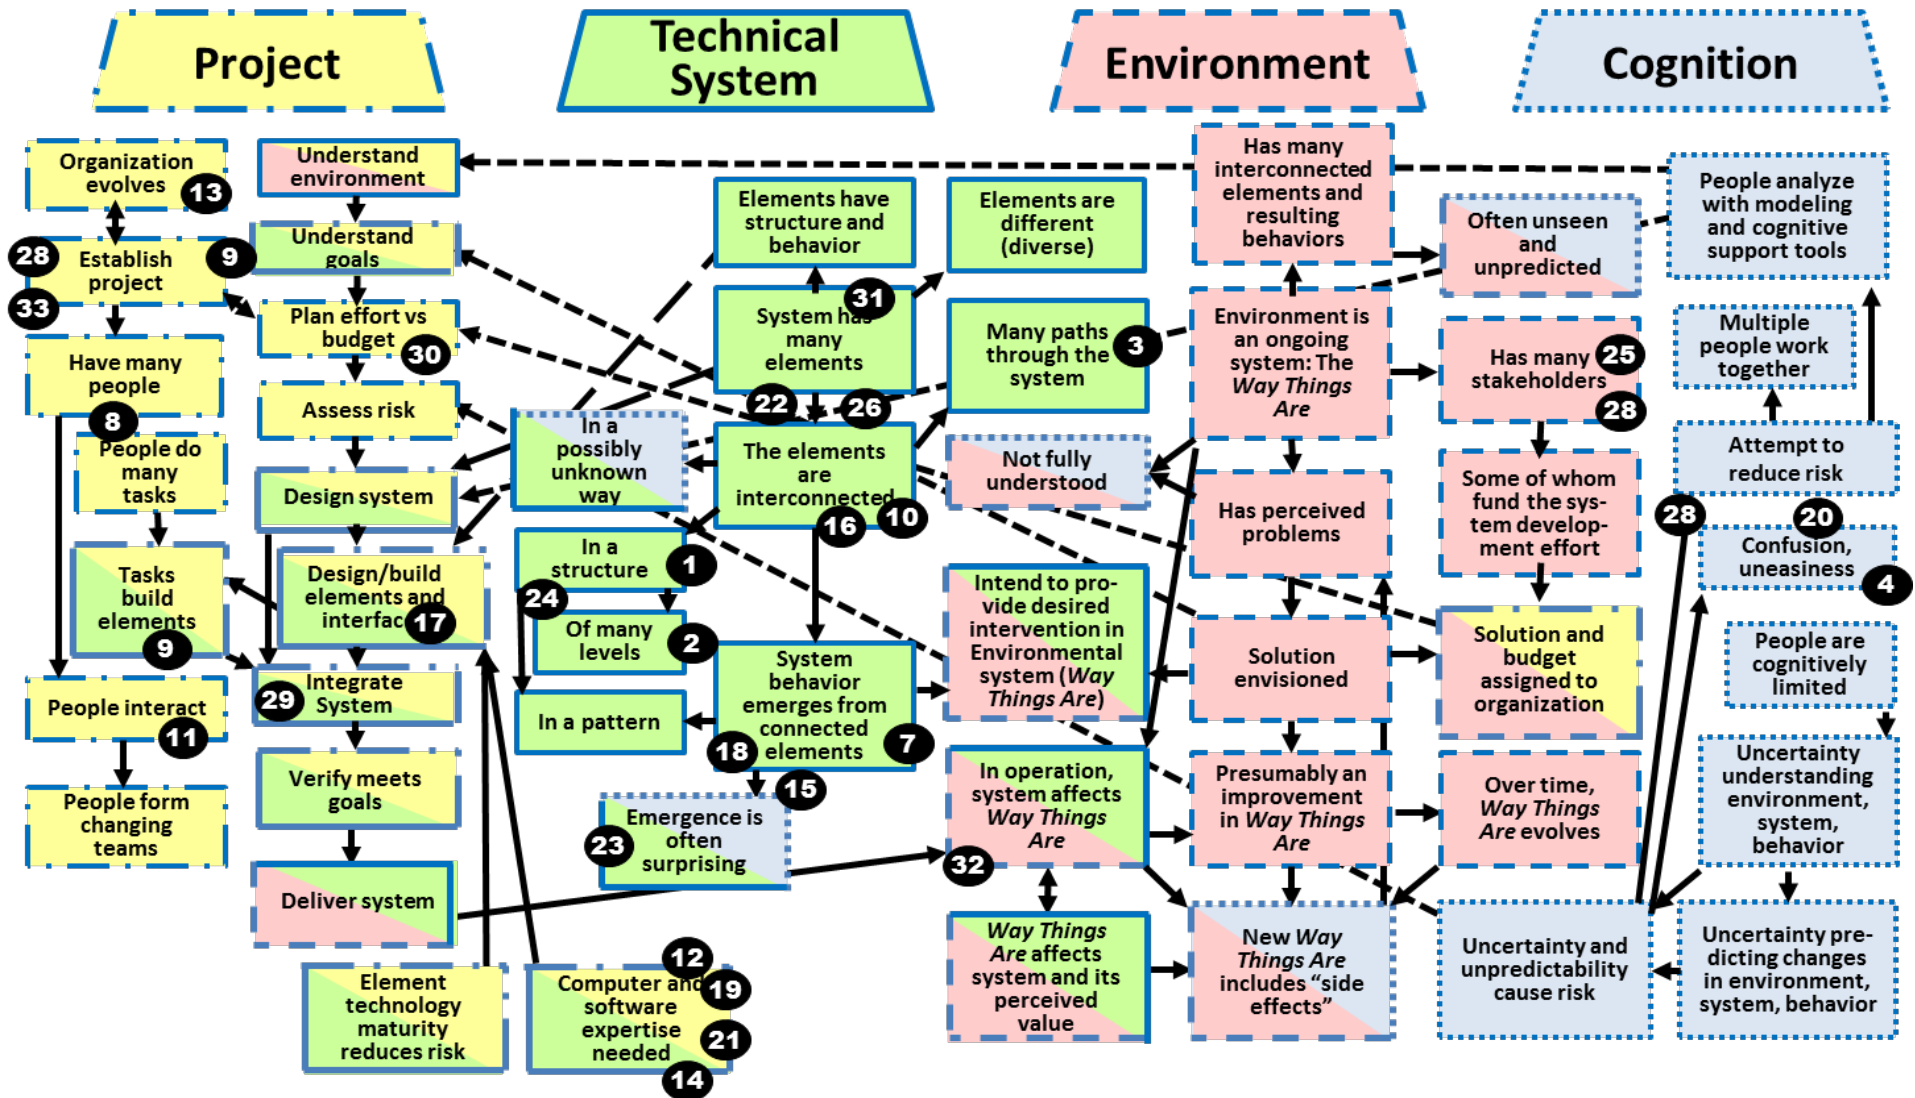 Project
Technical
System
Environment
Cognition
Organization
evolves
13
28
Establish
project
9
33
Have many
people
8
People do
many
tasks
Tasks
build
elements
9
People interact
11
People form
changing
teams
Understand
environment
Understand
goals
Plan effort vs
budget
30
Assess risk
Design system
Design/build
elements and
interfac
17
Integrate
29
System
Verify meets
goals
Deliver system
Element
technology
maturity
reduces risk
12
Computer and
19
software
expertise
needed
21
14
Elements have
structure and
behavior
31
System has
many
elements
22
26
In a
possibly
unknown
way
The elements
are
interconnected
16
10
In a
structure
1
24
Of many
levels
2
In a pattern
System
behavior
emerges from
connected
elements
18
7
15
Emergence is
often
surprising
23
Elements are
different
(diverse)
Many paths
through the
system
3
Not fully
understood
Intend to pro-
vide desired
intervention in
Environmental
system (Way
Things Are)
In operation,
system affects
Way Things
Are
32
Way Things
Are affects
system and its
perceived
value
Has many
interconnected
elements and
resulting
behaviors
Environment is
an ongoing
system: The
Way Things
Are
Has perceived
problems
Solution
envisioned
Presumably an
improvement
in Way Things
Are
New Way
Things Are
includes “side
effects”
Often unseen
and
unpredicted
Has many
stakeholders
25
28
Some of whom
fund the sys-
tem develop-
ment effort
Solution and
budget
assigned to
organization
Over time,
Way Things
Are evolves
Uncertainty and
unpredictability
cause risk
People analyze
with modeling
and cognitive
support tools
Multiple
people work
together
Attempt to
reduce risk
28
20
Confusion,
uneasiness
4
People are
cognitively
limited
Uncertainty
understanding
environment,
system,
behavior
Uncertainty pre-
dicting changes
in environment,
system, behavior